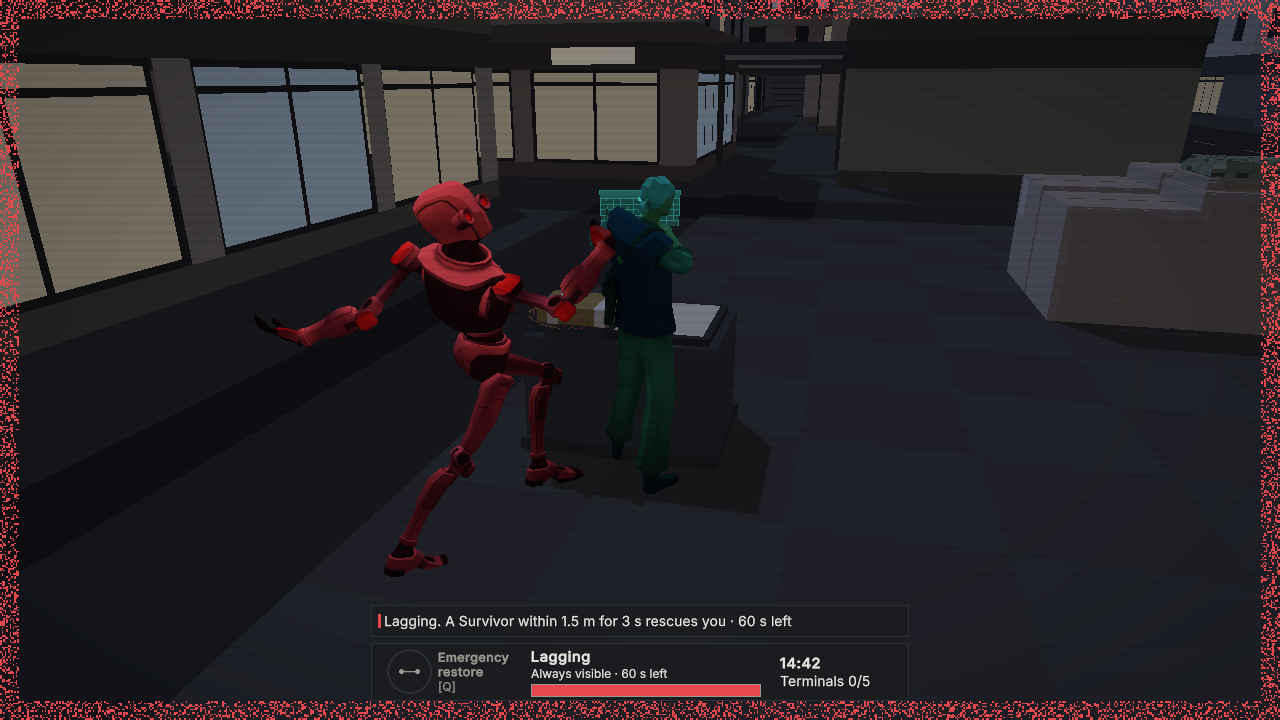 Lagging. A Survivor within 1.5 m for 3 s rescues you · 60 s left
Emergency
restore
[Q]
Lagging
Always visible · 60 s left
14:42
Terminals 0/5